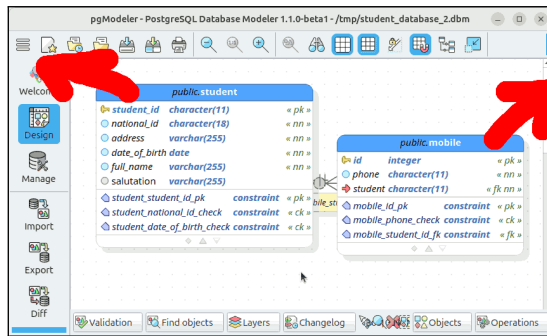 pgModeler - PostgreSQL Database Modeler 1.1.0-beta1 - /tmp/student_database_2.dbm
Design
Manage
Import
Export
Diff
public.student
student_id character(11) « pk »
national_id character(18) « nn »
address varchar(255) « nn »
date_of_birth date « nn »
full_name varchar(255) « nn »
salutation varchar(255)
student_student_id_pk constraint « pk »
student_national_id_check constraint « ck »
student_date_of_birth_check constraint « ck »
public.mobile
id integer « pk »
phone character(11) « nn »
student character(11) « fk nn »
mobile_id_pk constraint « pk »
mobile_phone_check constraint « ck »
mobile_student_id_fk constraint « fk »
Validation
Find objects
Layers
Changelog
Objects
Operations